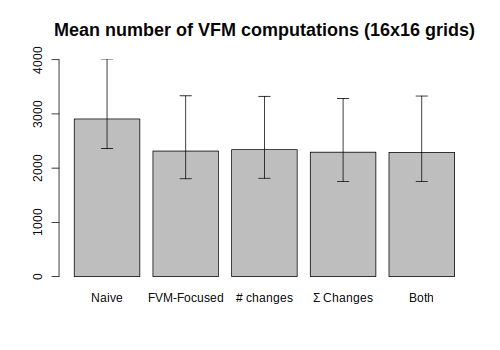 Mean number of VFM computations (16x16 grids)
4000
3000
2000
1000
0
Naive FVM-Focused # changes Σ Changes Both